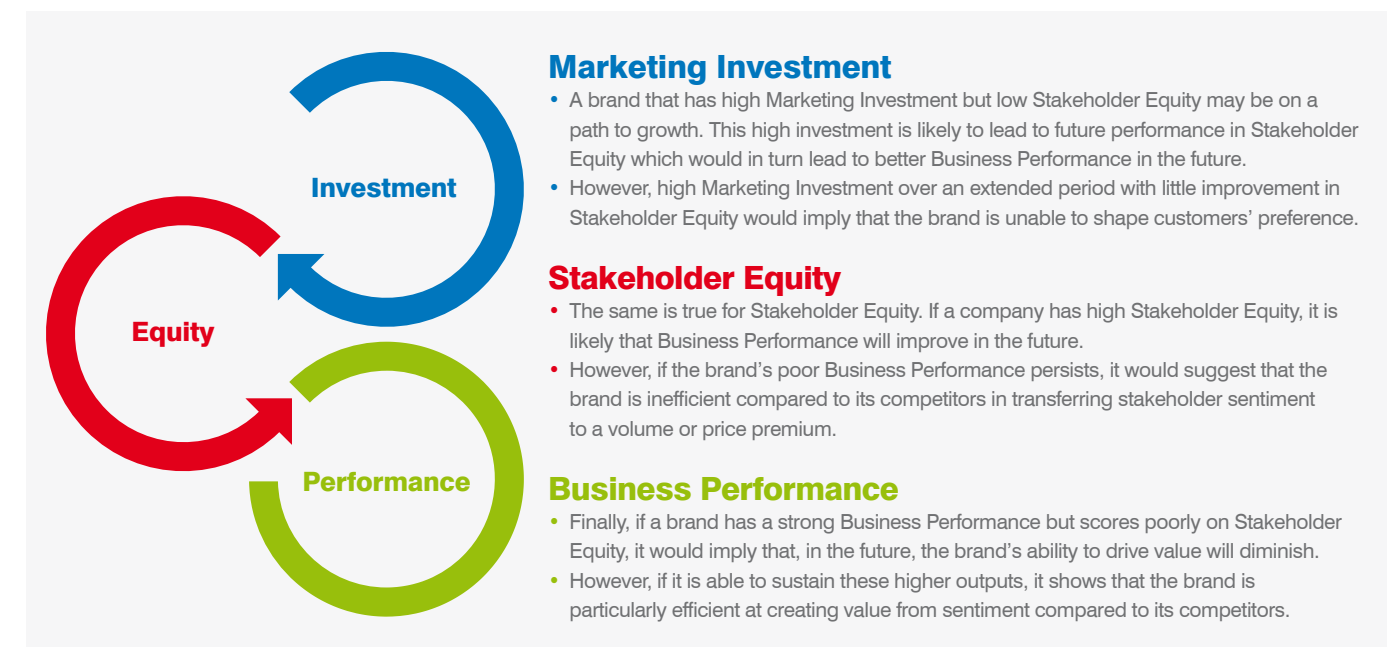 Investment
Equity
Performance
Marketing Investment
• A brand that has high Marketing Investment but low Stakeholder Equity may be on a
path to growth. This high investment is likely to lead to future performance in Stakeholder
Equity which would in turn lead to better Business Performance in the future.
• However, high Marketing Investment over an extended period with little improvement in
Stakeholder Equity would imply that the brand is unable to shape customers’ preference.
Stakeholder Equity
• The same is true for Stakeholder Equity. If a company has high Stakeholder Equity, it is
likely that Business Performance will improve in the future.
• However, if the brand’s poor Business Performance persists, it would suggest that the
brand is inefficient compared to its competitors in transferring stakeholder sentiment
to a volume or price premium.
Business Performance
• Finally, if a brand has a strong Business Performance but scores poorly on Stakeholder
Equity, it would imply that, in the future, the brand’s ability to drive value will diminish.
• However, if it is able to sustain these higher outputs, it shows that the brand is
particularly efficient at creating value from sentiment compared to its competitors.